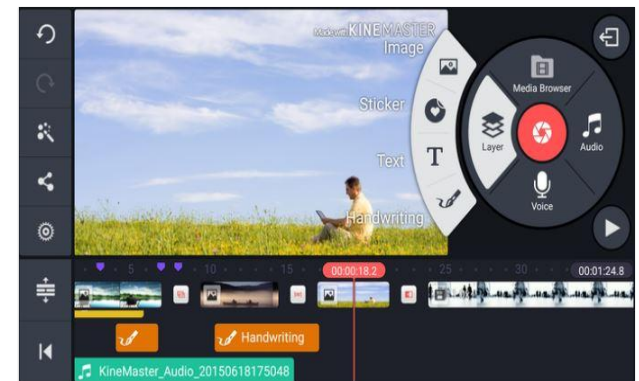 Made with KINEMASTER
Image
Sticker
Text
Handwriting
Media Browser
Layer
Audio
Voice
5
10
15
00:00:18.2
25
30
00:01:24.8
Handwriting
KineMaster_Audio_20150618175048